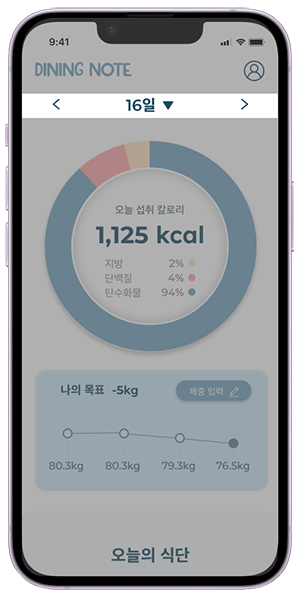 9:41
DINING NOTE
< 16일 ▼ >
오늘 섭취 칼로리
1,125 kcal
지방 2%
단백질 4%
탄수화물 94%
나의 목표 -5kg 체중 입력
80.3kg 80.3kg 79.3kg 76.5kg
오늘의 식단